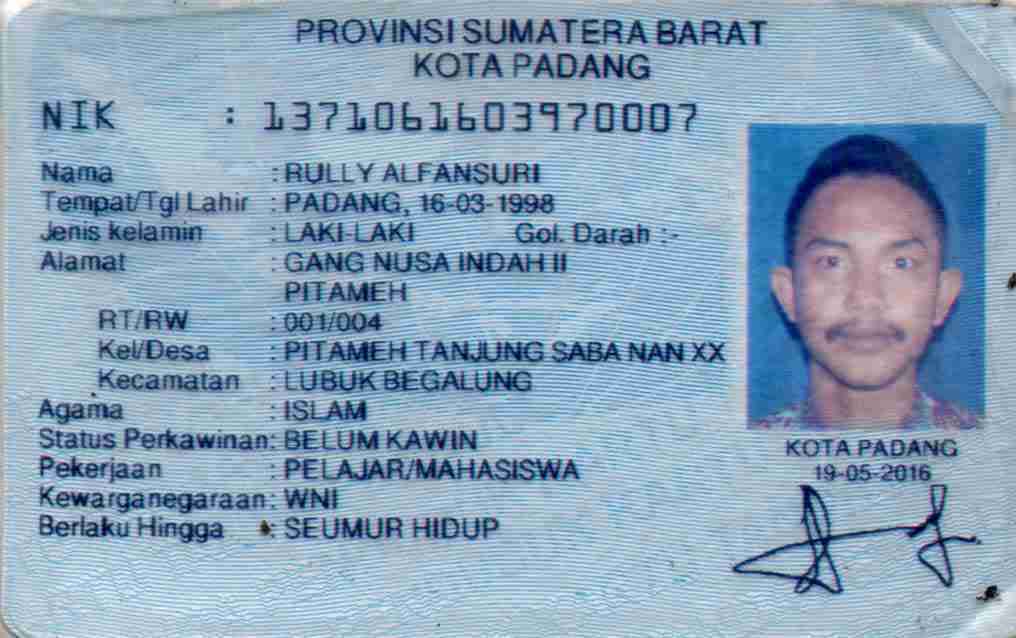 PROVINSI SUMATERA BARAT
KOTA PADANG
NIK : 1371061603970007
Nama : RULLY ALFANSURI
Tempat/Tgl Lahir : PADANG, 16-03-1998
Jenis kelamin : LAKI-LAKI Gol. Darah :-
Alamat : GANG NUSA INDAH II
PITAMEH
RT/RW : 001/004
Kel/Desa : PITAMEH TANJUNG SABA NAN XX
Kecamatan : LUBUK BEGALUNG
Agama : ISLAM
Status Perkawinan: BELUM KAWIN
Pekerjaan : PELAJAR/MAHASISWA
Kewarganegaraan: WNI
Berlaku Hingga : SEUMUR HIDUP
KOTA PADANG
19-05-2016